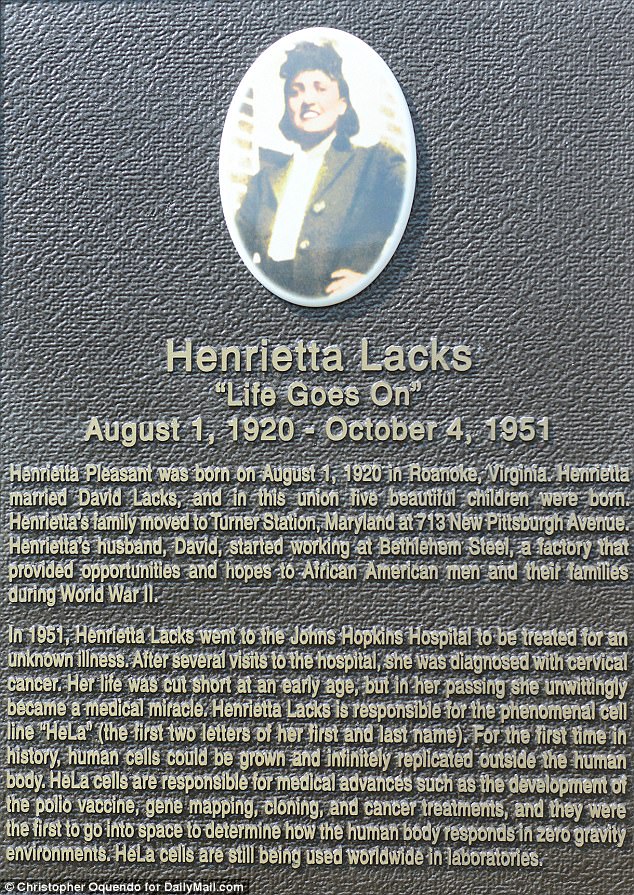 Henrietta Lacks
“Life Goes On”
August 1, 1920 - October 4, 1951
Henrietta Pleasant was born on August 1, 1920 in Roanoke, Virginia. Henrietta
married David Lacks, and in this union five beautiful children were born.
Henrietta's family moved to Turner Station, Maryland at 713 New Pittsburgh Avenue.
Henrietta's husband, David, started working at Bethlehem Steel, a factory that
provided opportunities and hopes to African American men and their families
during World War II.
In 1951, Henrietta Lacks went to the Johns Hopkins Hospital to be treated for an
unknown illness. After several visits to the hospital, she was diagnosed with cervical
cancer. Her life was cut short at an early age, but in her passing she unwittingly
became a medical miracle. Henrietta Lacks is responsible for the phenomenal cell
line "HeLa" (the first two letters of her first and last name). For the first time in
history, human cells could be grown and infinitely replicated outside the human
body. HeLa cells are responsible for medical advances such as the development of
the polio vaccine, gene mapping, cloning, and cancer treatments, and they were
the first to go into space to determine how the human body responds in zero gravity
environments. HeLa cells are still being used worldwide in laboratories.
© Christopher Oquendo for DailyMail.com